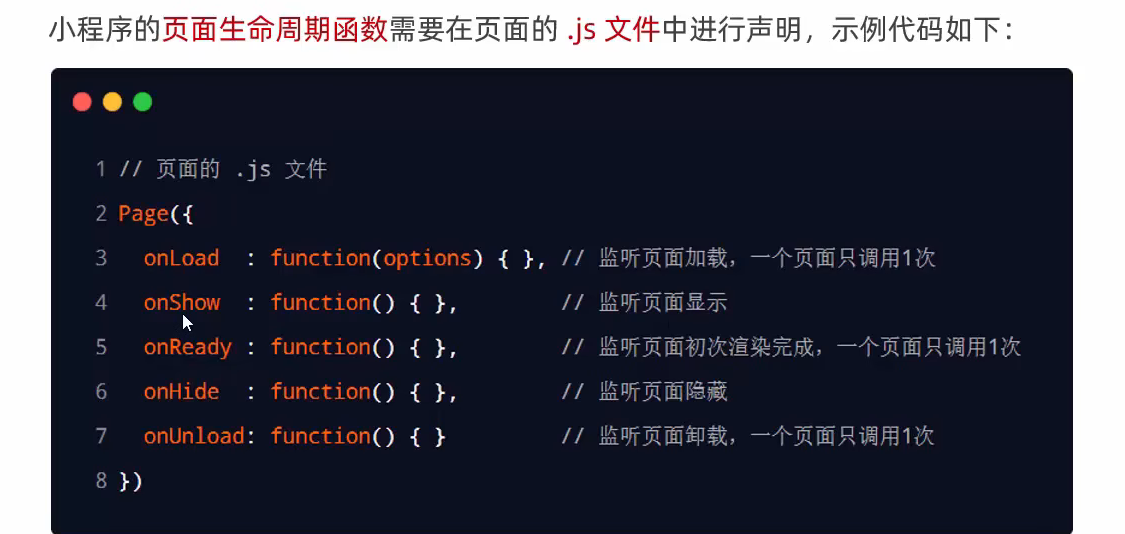 小程序的页面生命周期函数需要在页面的 .js 文件中进行声明，示例代码如下：
1 // 页面的 .js 文件
2 Page({
3   onLoad  : function(options) { }, // 监听页面加载，一个页面只调用1次
4   onShow  : function() { },        // 监听页面显示
5   onReady : function() { },        // 监听页面初次渲染完成，一个页面只调用1次
6   onHide  : function() { },        // 监听页面隐藏
7   onUnload: function() { }         // 监听页面卸载，一个页面只调用1次
8 })